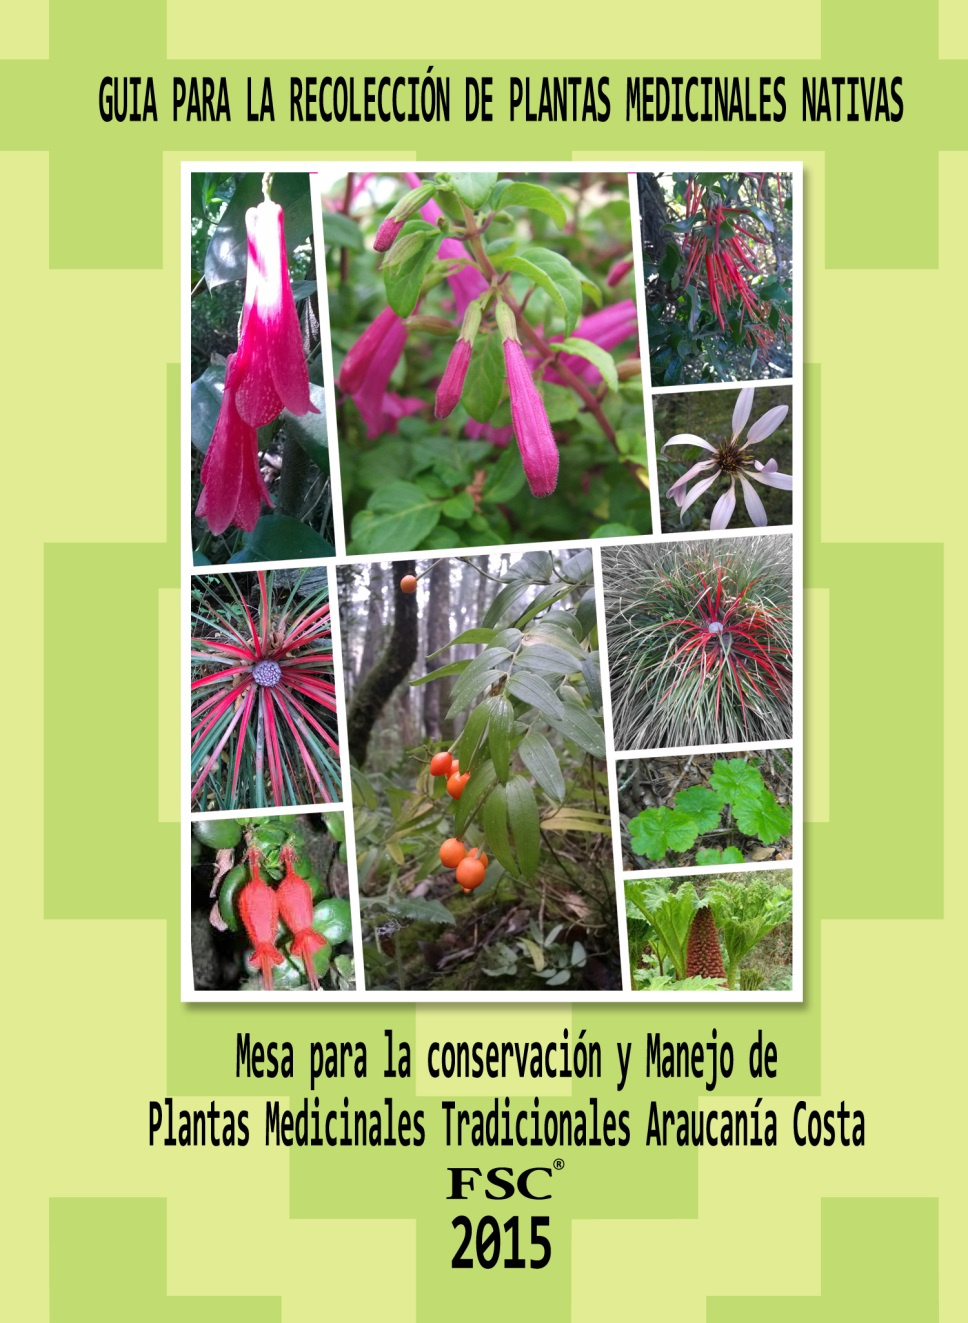 GUIA PARA LA RECOLECCIÓN DE PLANTAS MEDICINALES NATIVAS
Mesa para la conservación y Manejo de
Plantas Medicinales Tradicionales Araucanía Costa
FSC®
2015